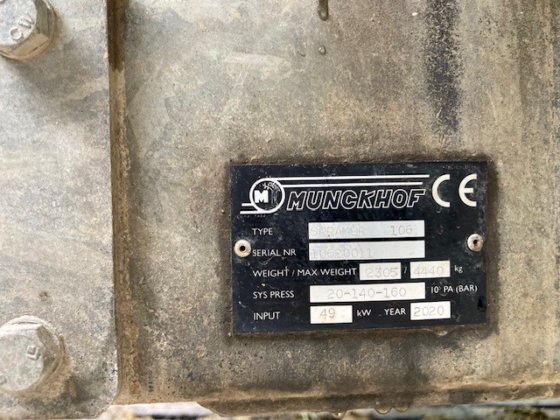 M MUNCKHOF CE
TYPE 106
SERIAL NR
WEIGHT / MAX WEIGHT 2305 / 4440 kg
SYS PRESS 20-140-160 10⁵ PA (BAR)
INPUT 49 kW YEAR 2020